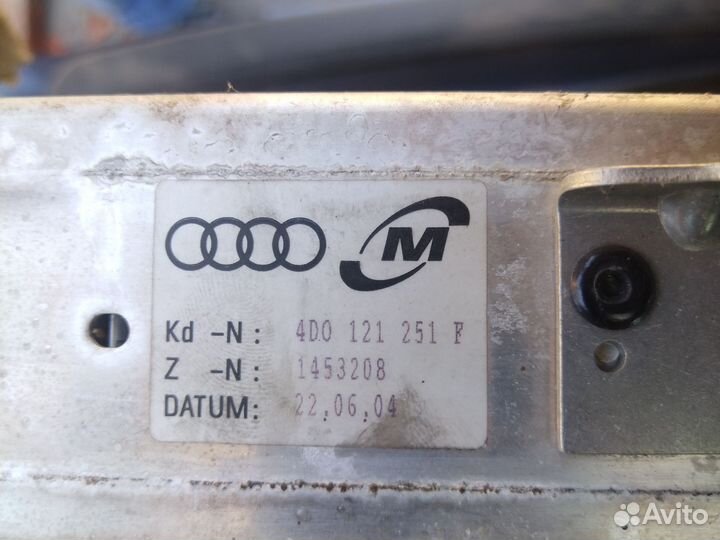 M
Kd -N: 4D0 121 251 F
Z -N: 1453208
DATUM: 22.06.04
Avito